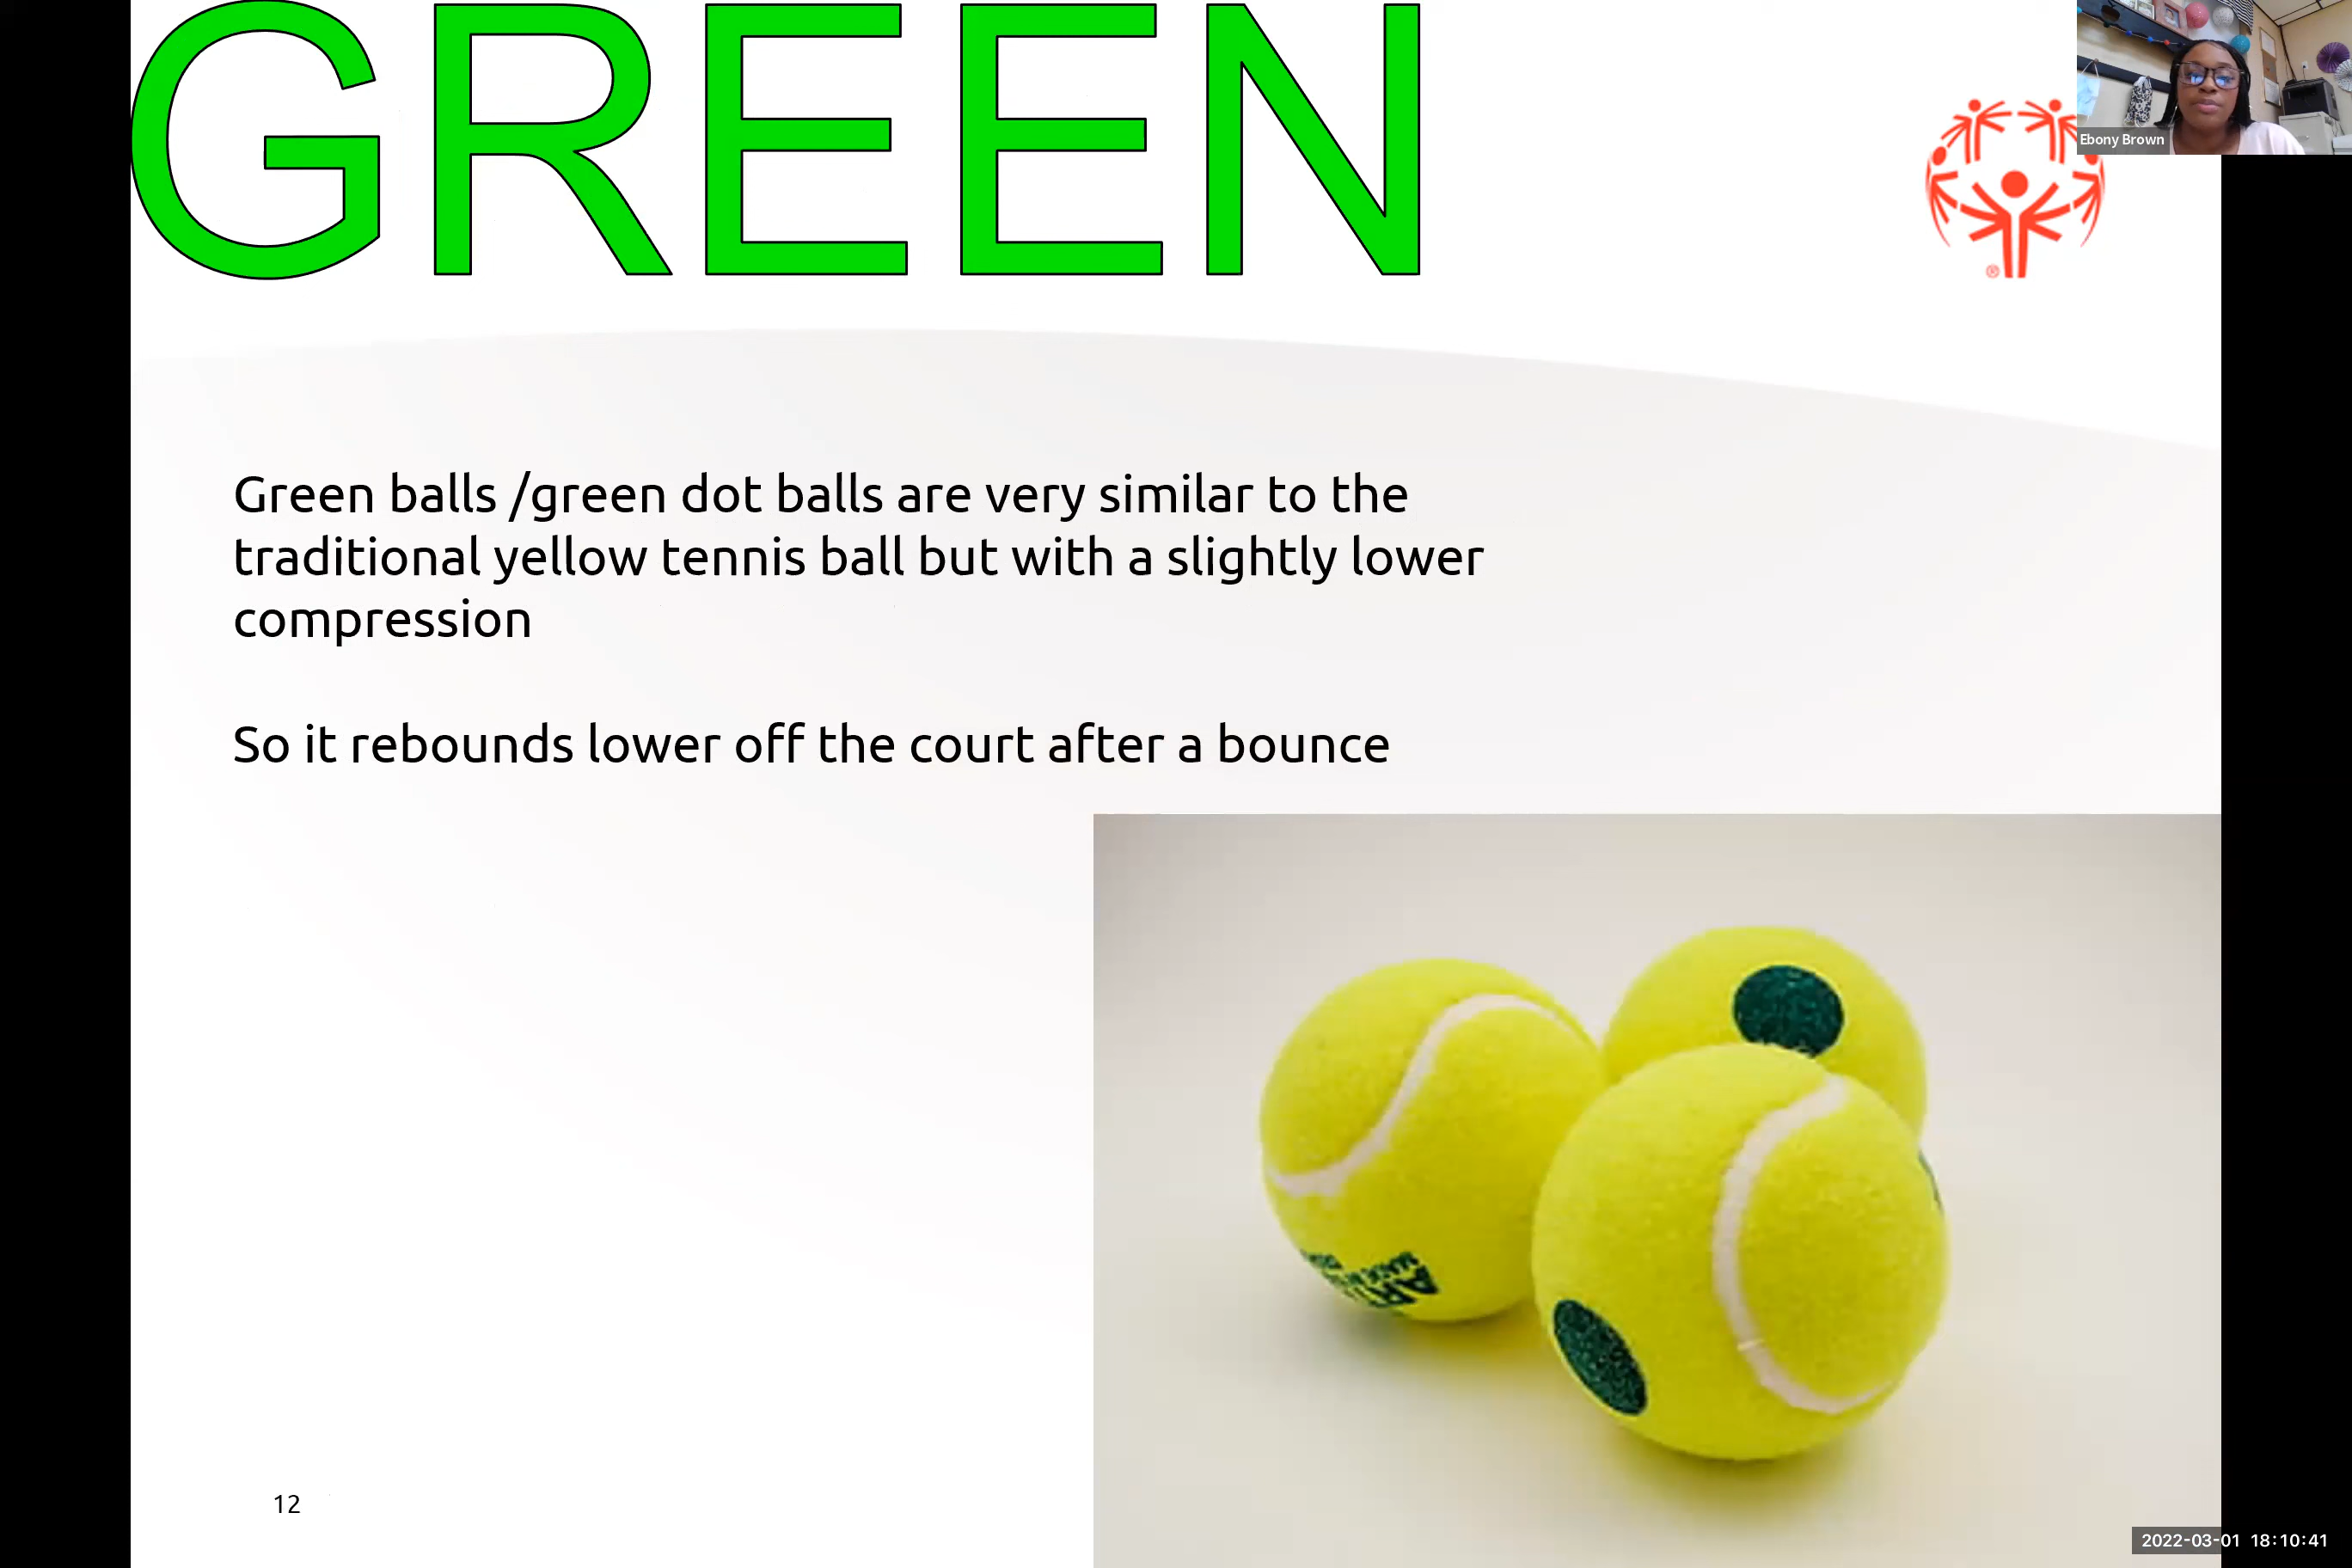 GREEN
Ebony Brown
®
Green balls /green dot balls are very similar to the
traditional yellow tennis ball but with a slightly lower
compression
So it rebounds lower off the court after a bounce
12
2022-03-01 18:10:41